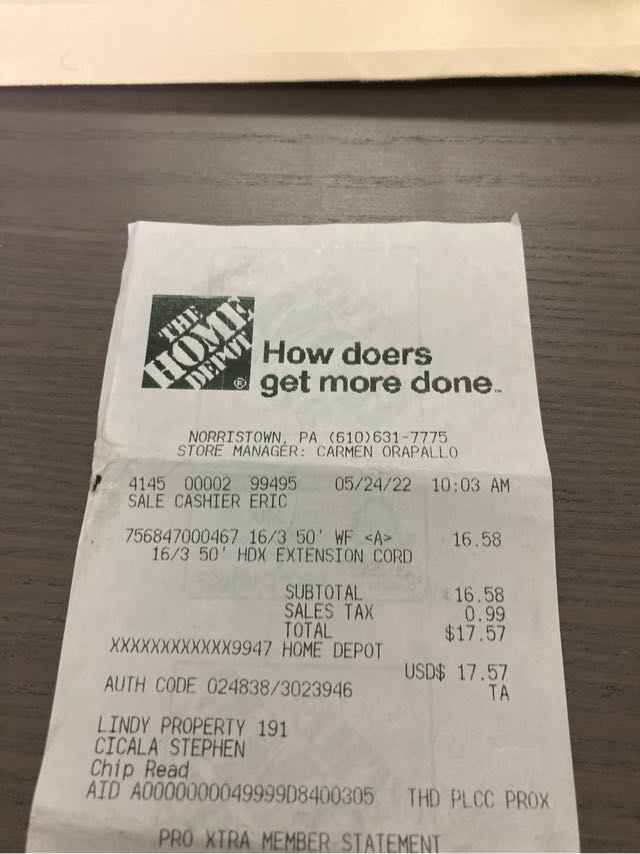 THE
HOME
DEPOT®
How doers
get more done™
NORRISTOWN, PA (610)631-7775
STORE MANAGER: CARMEN ORAPALLO
4145 00002 99495 05/24/22 10:03 AM
SALE CASHIER ERIC
756847000467 16/3 50' WF <A> 16.58
16/3 50' HDX EXTENSION CORD
SUBTOTAL 16.58
SALES TAX 0.99
TOTAL $17.57
XXXXXXXXXXXX9947 HOME DEPOT
USD$ 17.57
AUTH CODE 024838/3023946 TA
LINDY PROPERTY 191
CICALA STEPHEN
Chip Read
AID A0000000049999D8400305 THD PLCC PROX
PRO XTRA MEMBER STATEMENT